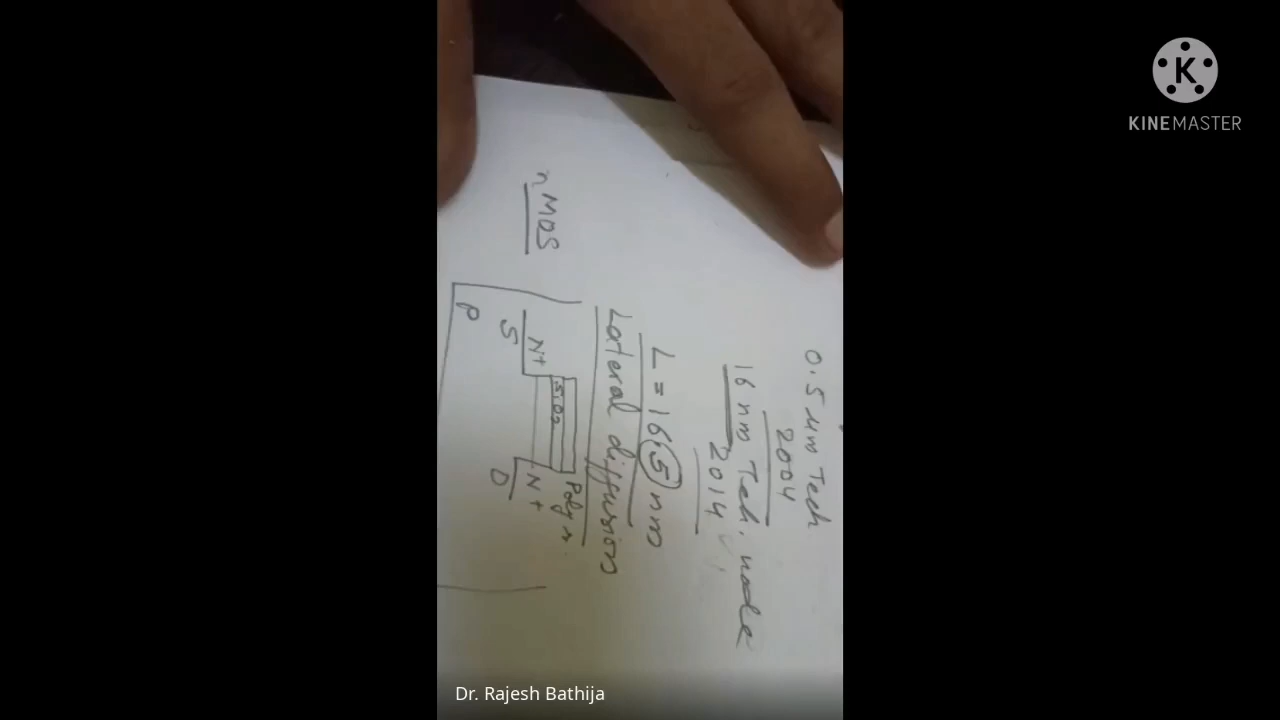 0.5 um Tech
2004
16 nm Tech. node
2014
L = 16.5 nm
Lateral diffusion
nMOS
Poly
SiO2
N+
N+
S
D
P
KINEMASTER
Dr. Rajesh Bathija